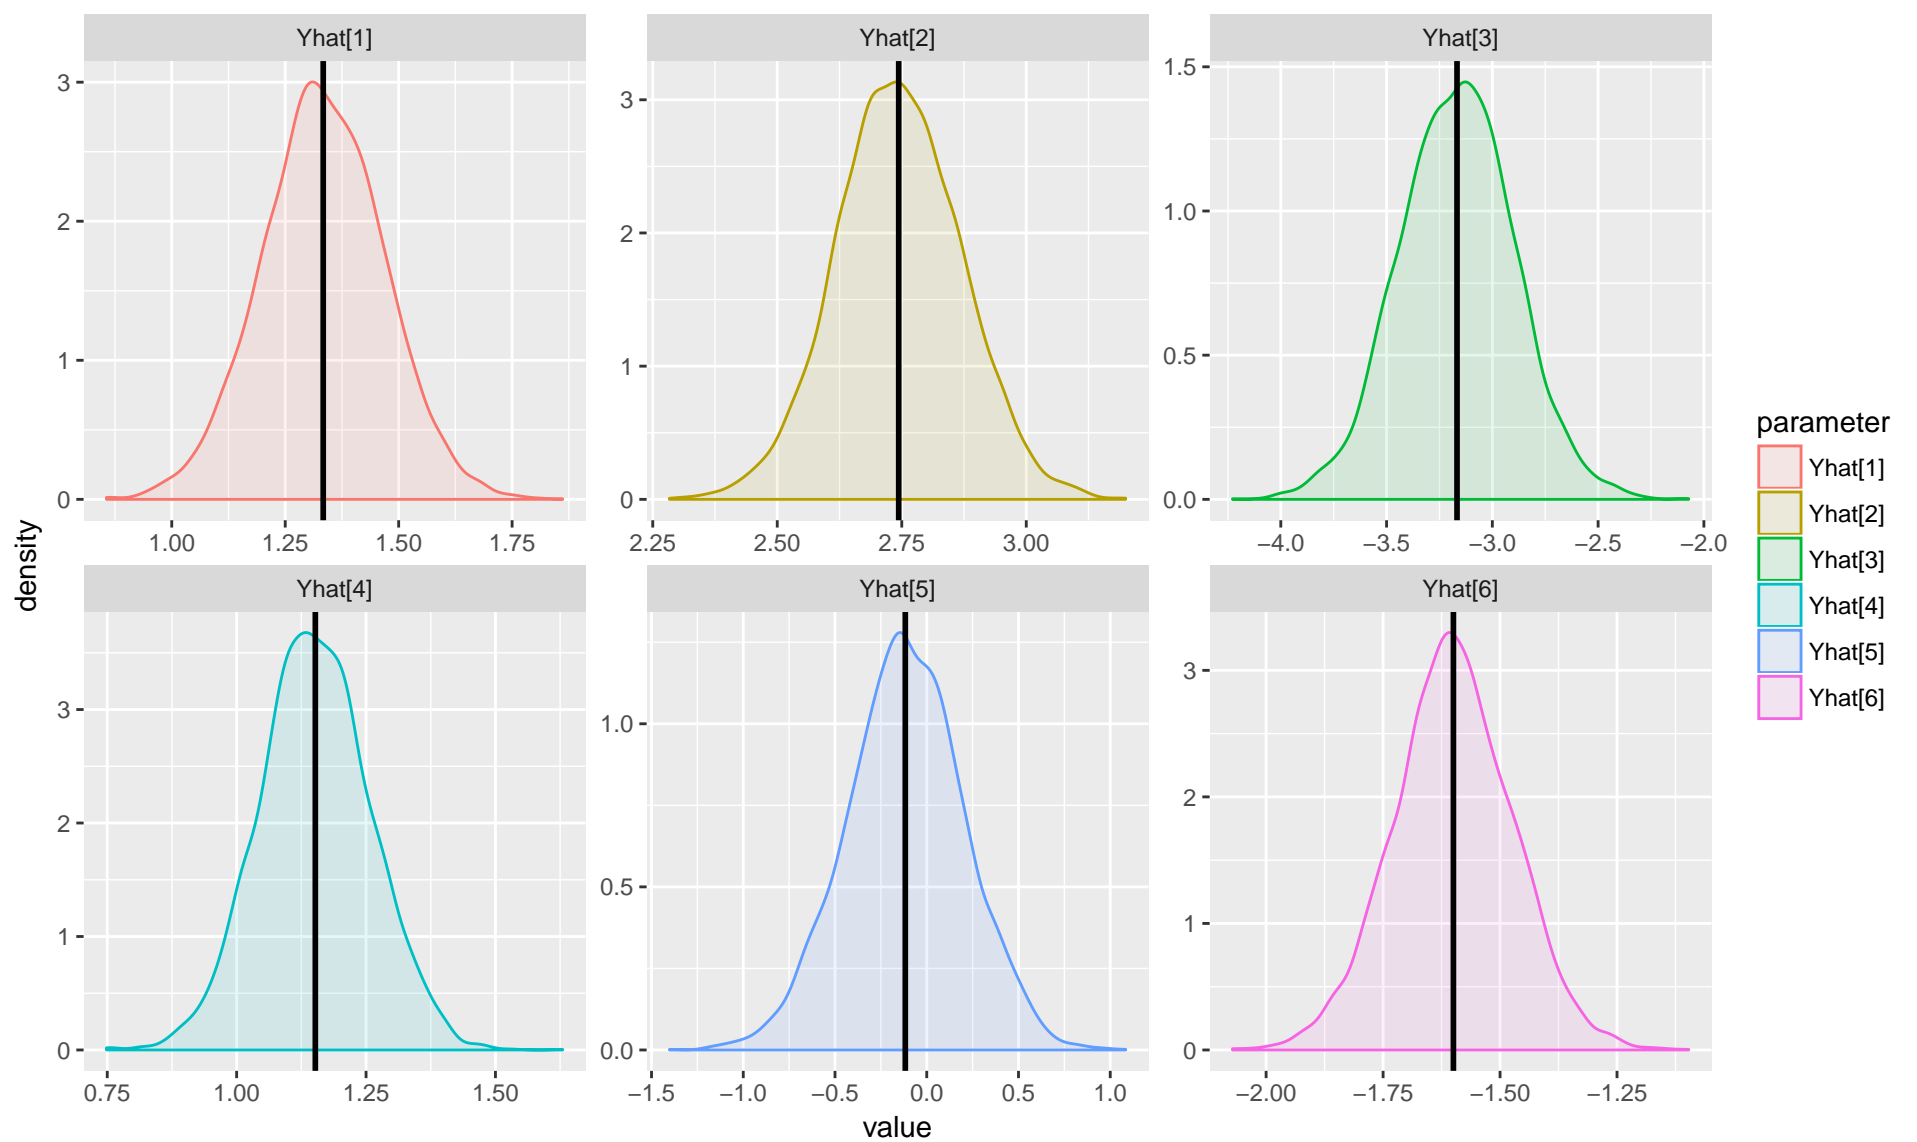 Yhat[1] Yhat[2] Yhat[3]
3
2
1
0
1.00 1.25 1.50 1.75
3
2
1
0
2.25 2.50 2.75 3.00
1.5
1.0
0.5
0.0
−4.0 −3.5 −3.0 −2.5 −2.0
density
Yhat[4] Yhat[5] Yhat[6]
3
2
1
0
0.75 1.00 1.25 1.50
1.0
0.5
0.0
−1.5 −1.0 −0.5 0.0 0.5 1.0
3
2
1
0
−2.00 −1.75 −1.50 −1.25
value
parameter
Yhat[1]
Yhat[2]
Yhat[3]
Yhat[4]
Yhat[5]
Yhat[6]